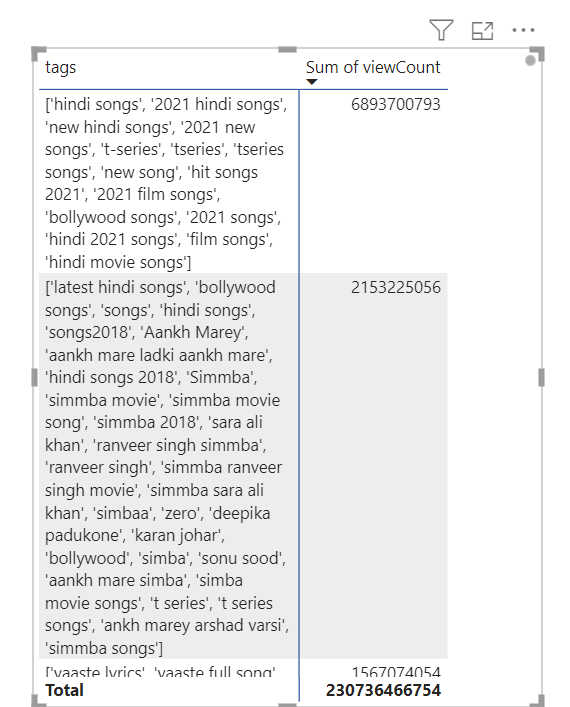 tags Sum of viewCount
['hindi songs', '2021 hindi songs', 6893700793
'new hindi songs', '2021 new
songs', 't-series', 'tseries', 'tseries
songs', 'new song', 'hit songs
2021', '2021 film songs',
'bollywood songs', '2021 songs',
'hindi 2021 songs', 'film songs',
'hindi movie songs']
['latest hindi songs', 'bollywood 2153225056
songs', 'songs', 'hindi songs',
'songs2018', 'Aankh Marey',
'aankh mare ladki aankh mare',
'hindi songs 2018', 'Simmba',
'simmba movie', 'simmba movie
song', 'simmba 2018', 'sara ali
khan', 'ranveer singh simmba',
'ranveer singh', 'simmba ranveer
singh movie', 'simmba sara ali
khan', 'simbaa', 'zero', 'deepika
padukone', 'karan johar',
'bollywood', 'simba', 'sonu sood',
'aankh mare simba', 'simba
movie songs', 't series', 't series
songs', 'ankh marey arshad varsi',
'simmba songs']
['vaaste lyrics', 'vaaste full song' 1567074054
Total 230736466754